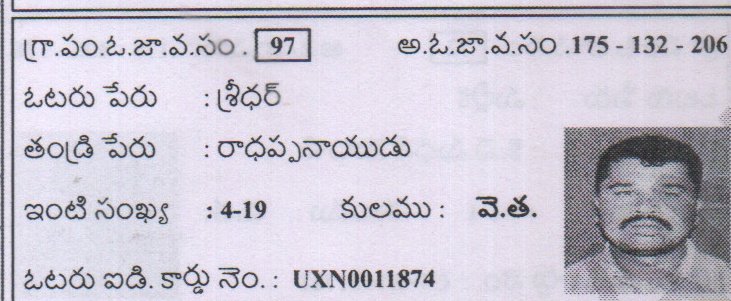 గ్రా.పం.ఓ.జా.వ.సం . 97 అ.ఓ.జా.వ.సం .175 - 132 - 206
ఓటరు పేరు : శ్రీధర్
తండ్రి పేరు : రాధప్పనాయుడు
ఇంటి సంఖ్య : 4-19 కులము : వె.త.
ఓటరు ఐడి. కార్డు నెం. : UXN0011874